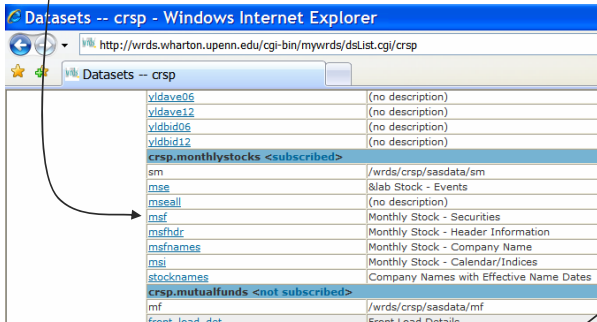 Datasets -- crsp - Windows Internet Explorer
http://wrds.wharton.upenn.edu/cgi-bin/mywrds/dsList.cgi/crsp
Datasets -- crsp
yldave06 (no description)
yldave12 (no description)
yldbid06 (no description)
yldbid12 (no description)
crsp.monthlystocks <subscribed>
sm /wrds/crsp/sasdata/sm
mse &lab Stock - Events
mseall (no description)
msf Monthly Stock - Securities
msfhdr Monthly Stock - Header Information
msfnames Monthly Stock - Company Name
msi Monthly Stock - Calendar/Indices
stocknames Company Names with Effective Name Dates
crsp.mutualfunds <not subscribed>
mf /wrds/crsp/sasdata/mf
front_load_det Front Load Details